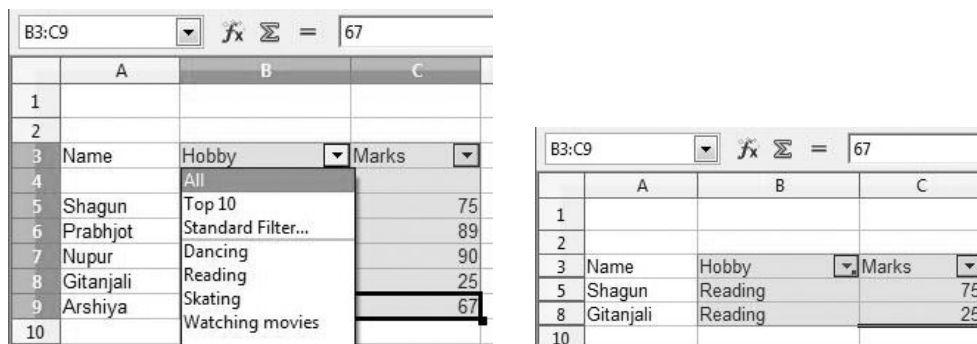 B3:C9 fx Σ = 67
A B C
1
2
3 Name Hobby Marks
4 All
5 Shagun Top 10 75
6 Prabhjot Standard Filter... 89
7 Nupur Dancing 90
8 Gitanjali Reading 25
9 Arshiya Skating 67
10 Watching movies
B3:C9 fx Σ = 67
A B C
1
2
3 Name Hobby Marks
5 Shagun Reading 75
8 Gitanjali Reading 25
10